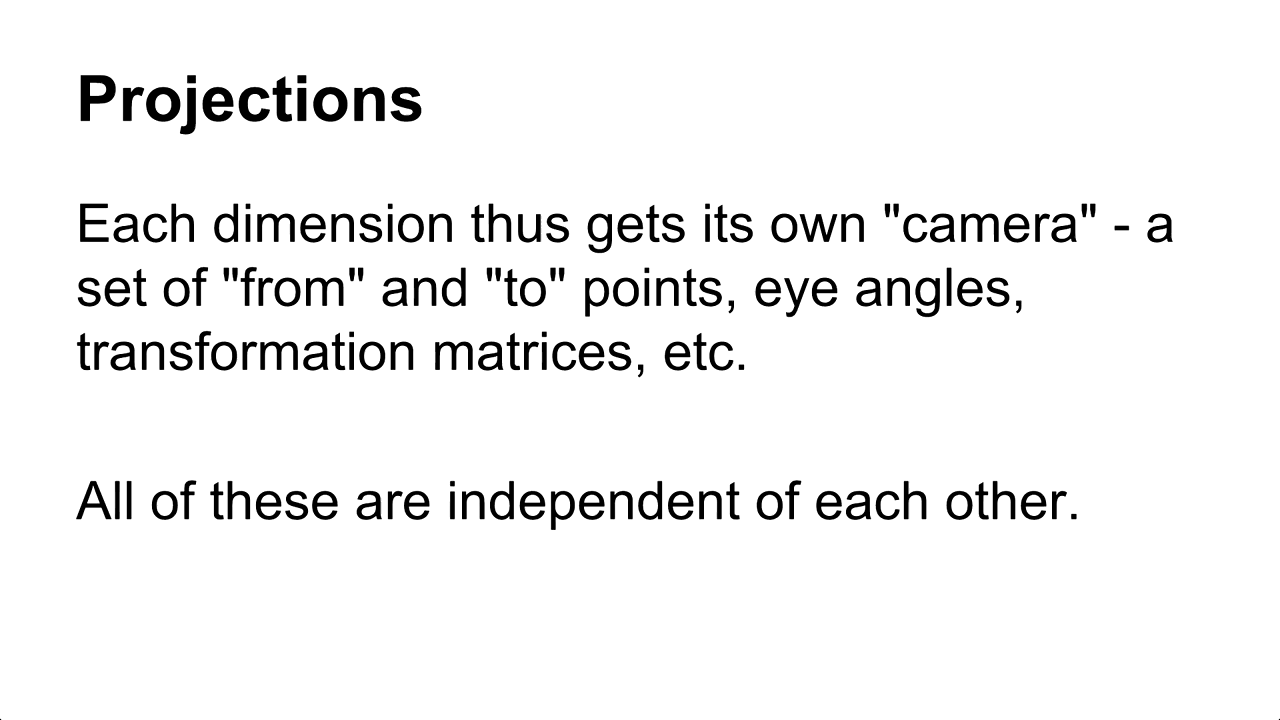 Projections
Each dimension thus gets its own "camera" - a
set of "from" and "to" points, eye angles,
transformation matrices, etc.
All of these are independent of each other.